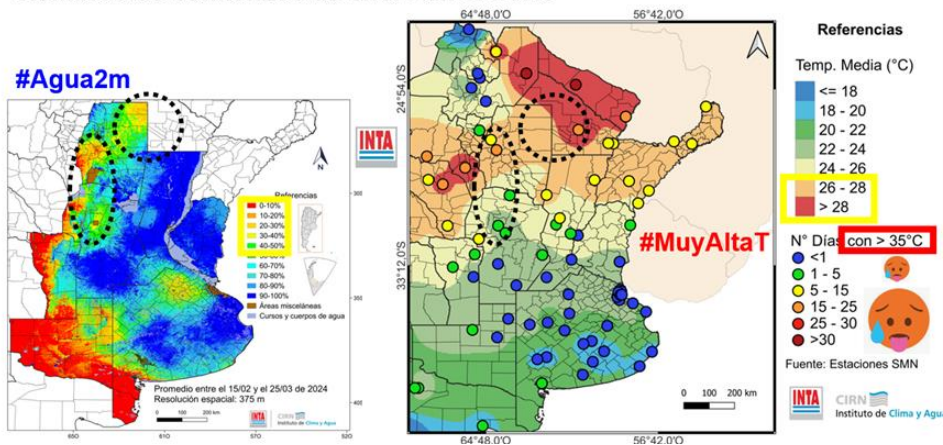 #Agua2m
INTA
N
Referencias
0-10%
10-20%
20-30%
30-40%
40-50%
60-70%
70-80%
80-90%
90-100%
Áreas misceláneas
Cursos y cuerpos de agua
Promedio entre el 15/02 y el 25/03 de 2024
Resolución espacial: 375 m
0 100 200 km
INTA
CIRN
Instituto de Clima y Agua
64°48,0'O 56°42,0'O
24°54,0'S
33°12,0'S
#MuyAltaT
0 100 200 km
64°48,0'O 56°42,0'O
Referencias
Temp. Media (°C)
<= 18
18 - 20
20 - 22
22 - 24
24 - 26
26 - 28
> 28
N° Días con > 35°C
<1
1 - 5
5 - 15
15 - 25
25 - 30
>30
Fuente: Estaciones SMN
INTA
CIRN
Instituto de Clima y Agua